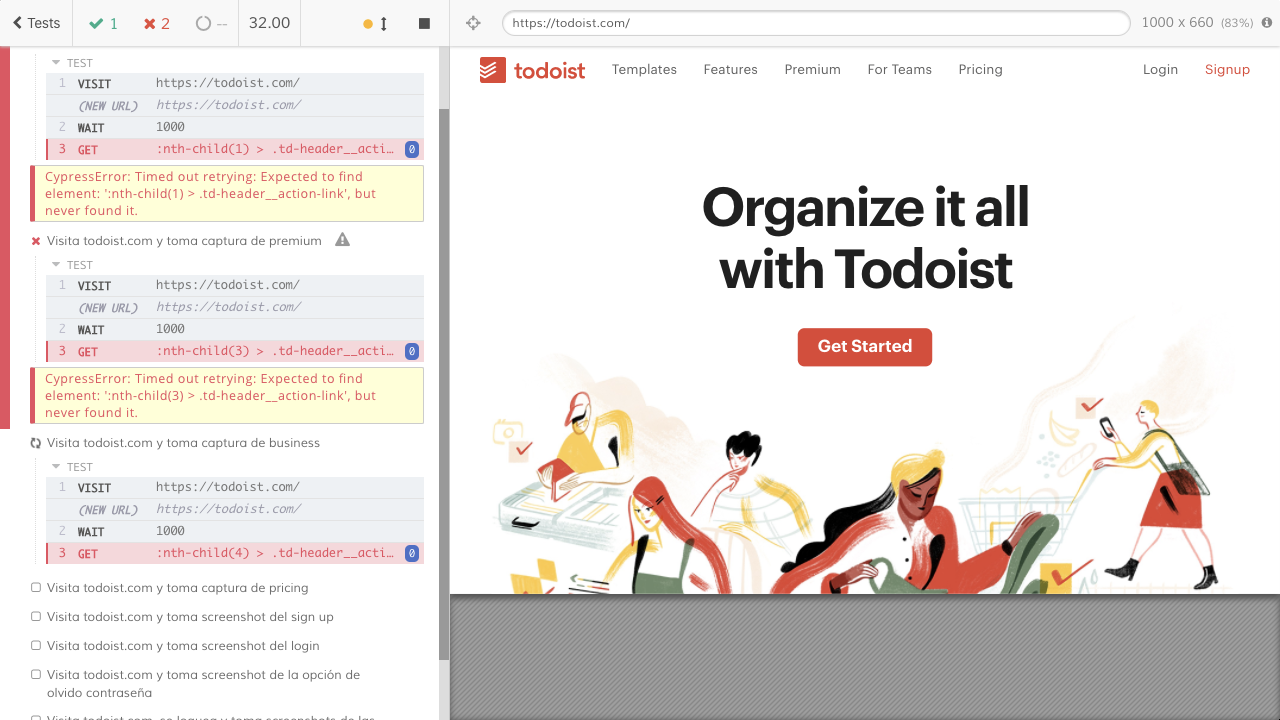 Tests
1
2
--
32.00
https://todoist.com/
1000 x 660 (83%)
TEST
1 VISIT https://todoist.com/
(NEW URL) https://todoist.com/
2 WAIT 1000
3 GET :nth-child(1) > .td-header__acti… 0
CypressError: Timed out retrying: Expected to find
element: ':nth-child(1) > .td-header__action-link', but
never found it.
Visita todoist.com y toma captura de premium
TEST
1 VISIT https://todoist.com/
(NEW URL) https://todoist.com/
2 WAIT 1000
3 GET :nth-child(3) > .td-header__acti… 0
CypressError: Timed out retrying: Expected to find
element: ':nth-child(3) > .td-header__action-link', but
never found it.
Visita todoist.com y toma captura de business
TEST
1 VISIT https://todoist.com/
(NEW URL) https://todoist.com/
2 WAIT 1000
3 GET :nth-child(4) > .td-header__acti… 0
Visita todoist.com y toma captura de pricing
Visita todoist.com y toma screenshot del sign up
Visita todoist.com y toma screenshot del login
Visita todoist.com y toma screenshot de la opción de
olvido contraseña
Visita todoist.com, se loguea y toma screenshots de las
todoist
Templates
Features
Premium
For Teams
Pricing
Login
Signup
Organize it all
with Todoist
Get Started